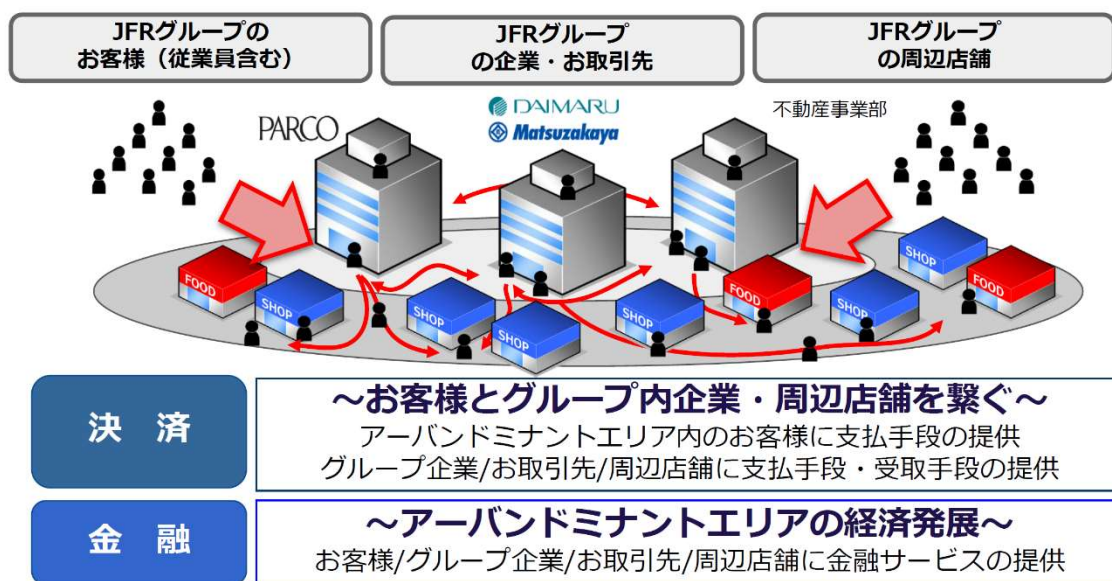 JFRグループの
お客様（従業員含む）
JFRグループ
の企業・お取引先
JFRグループ
の周辺店舗
PARCO
DAIMARU
Matsuzakaya
不動産事業部
FOOD
SHOP
SHOP
SHOP
SHOP
FOOD
SHOP
SHOP
FOOD
決 済
～お客様とグループ内企業・周辺店舗を繋ぐ～
アーバンドミナントエリア内のお客様に支払手段の提供
グループ企業/お取引先/周辺店舗に支払手段・受取手段の提供
金 融
～アーバンドミナントエリアの経済発展～
お客様/グループ企業/お取引先/周辺店舗に金融サービスの提供